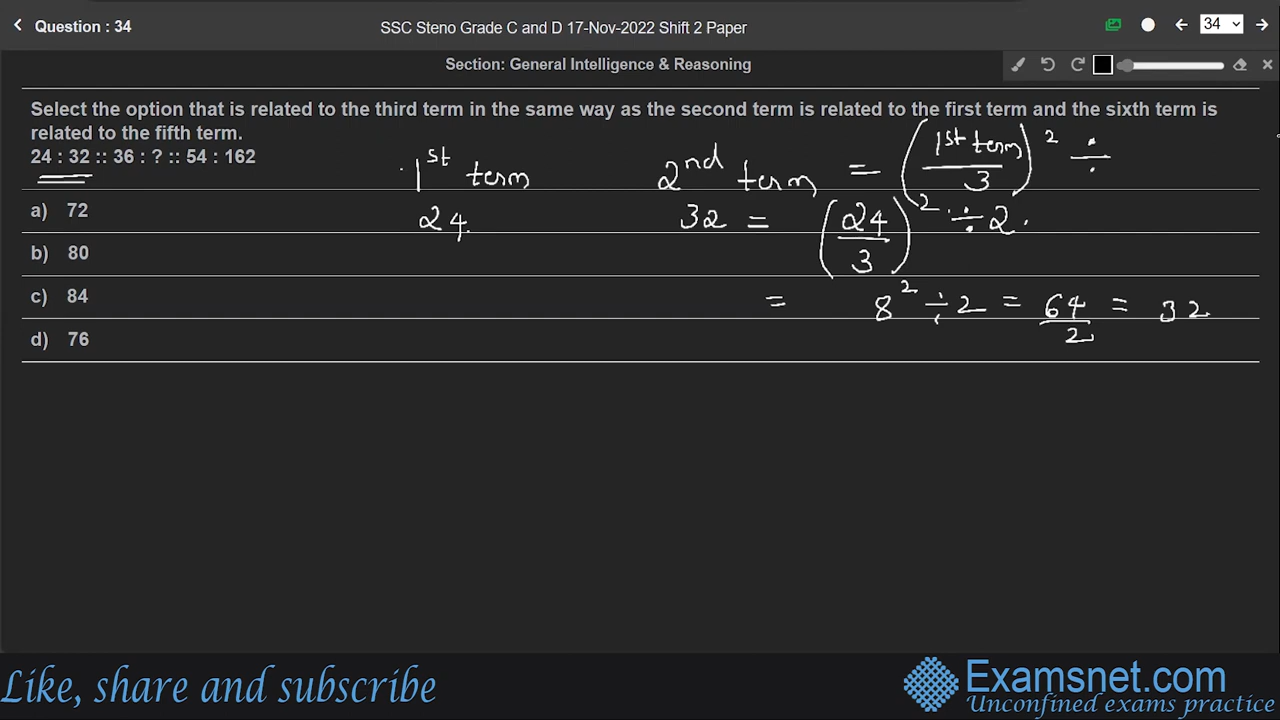 Question : 34
SSC Steno Grade C and D 17-Nov-2022 Shift 2 Paper
34
Section: General Intelligence & Reasoning
Select the option that is related to the third term in the same way as the second term is related to the first term and the sixth term is
related to the fifth term.
24 : 32 :: 36 : ? :: 54 : 162
1st term 2nd term = (1st term / 3)² ÷
a) 72
24 32 = (24 / 3)² ÷ 2
b) 80
c) 84
= 8² ÷ 2 = 64 / 2 = 32
d) 76
Like, share and subscribe
Examsnet.com
Unconfined exams practice